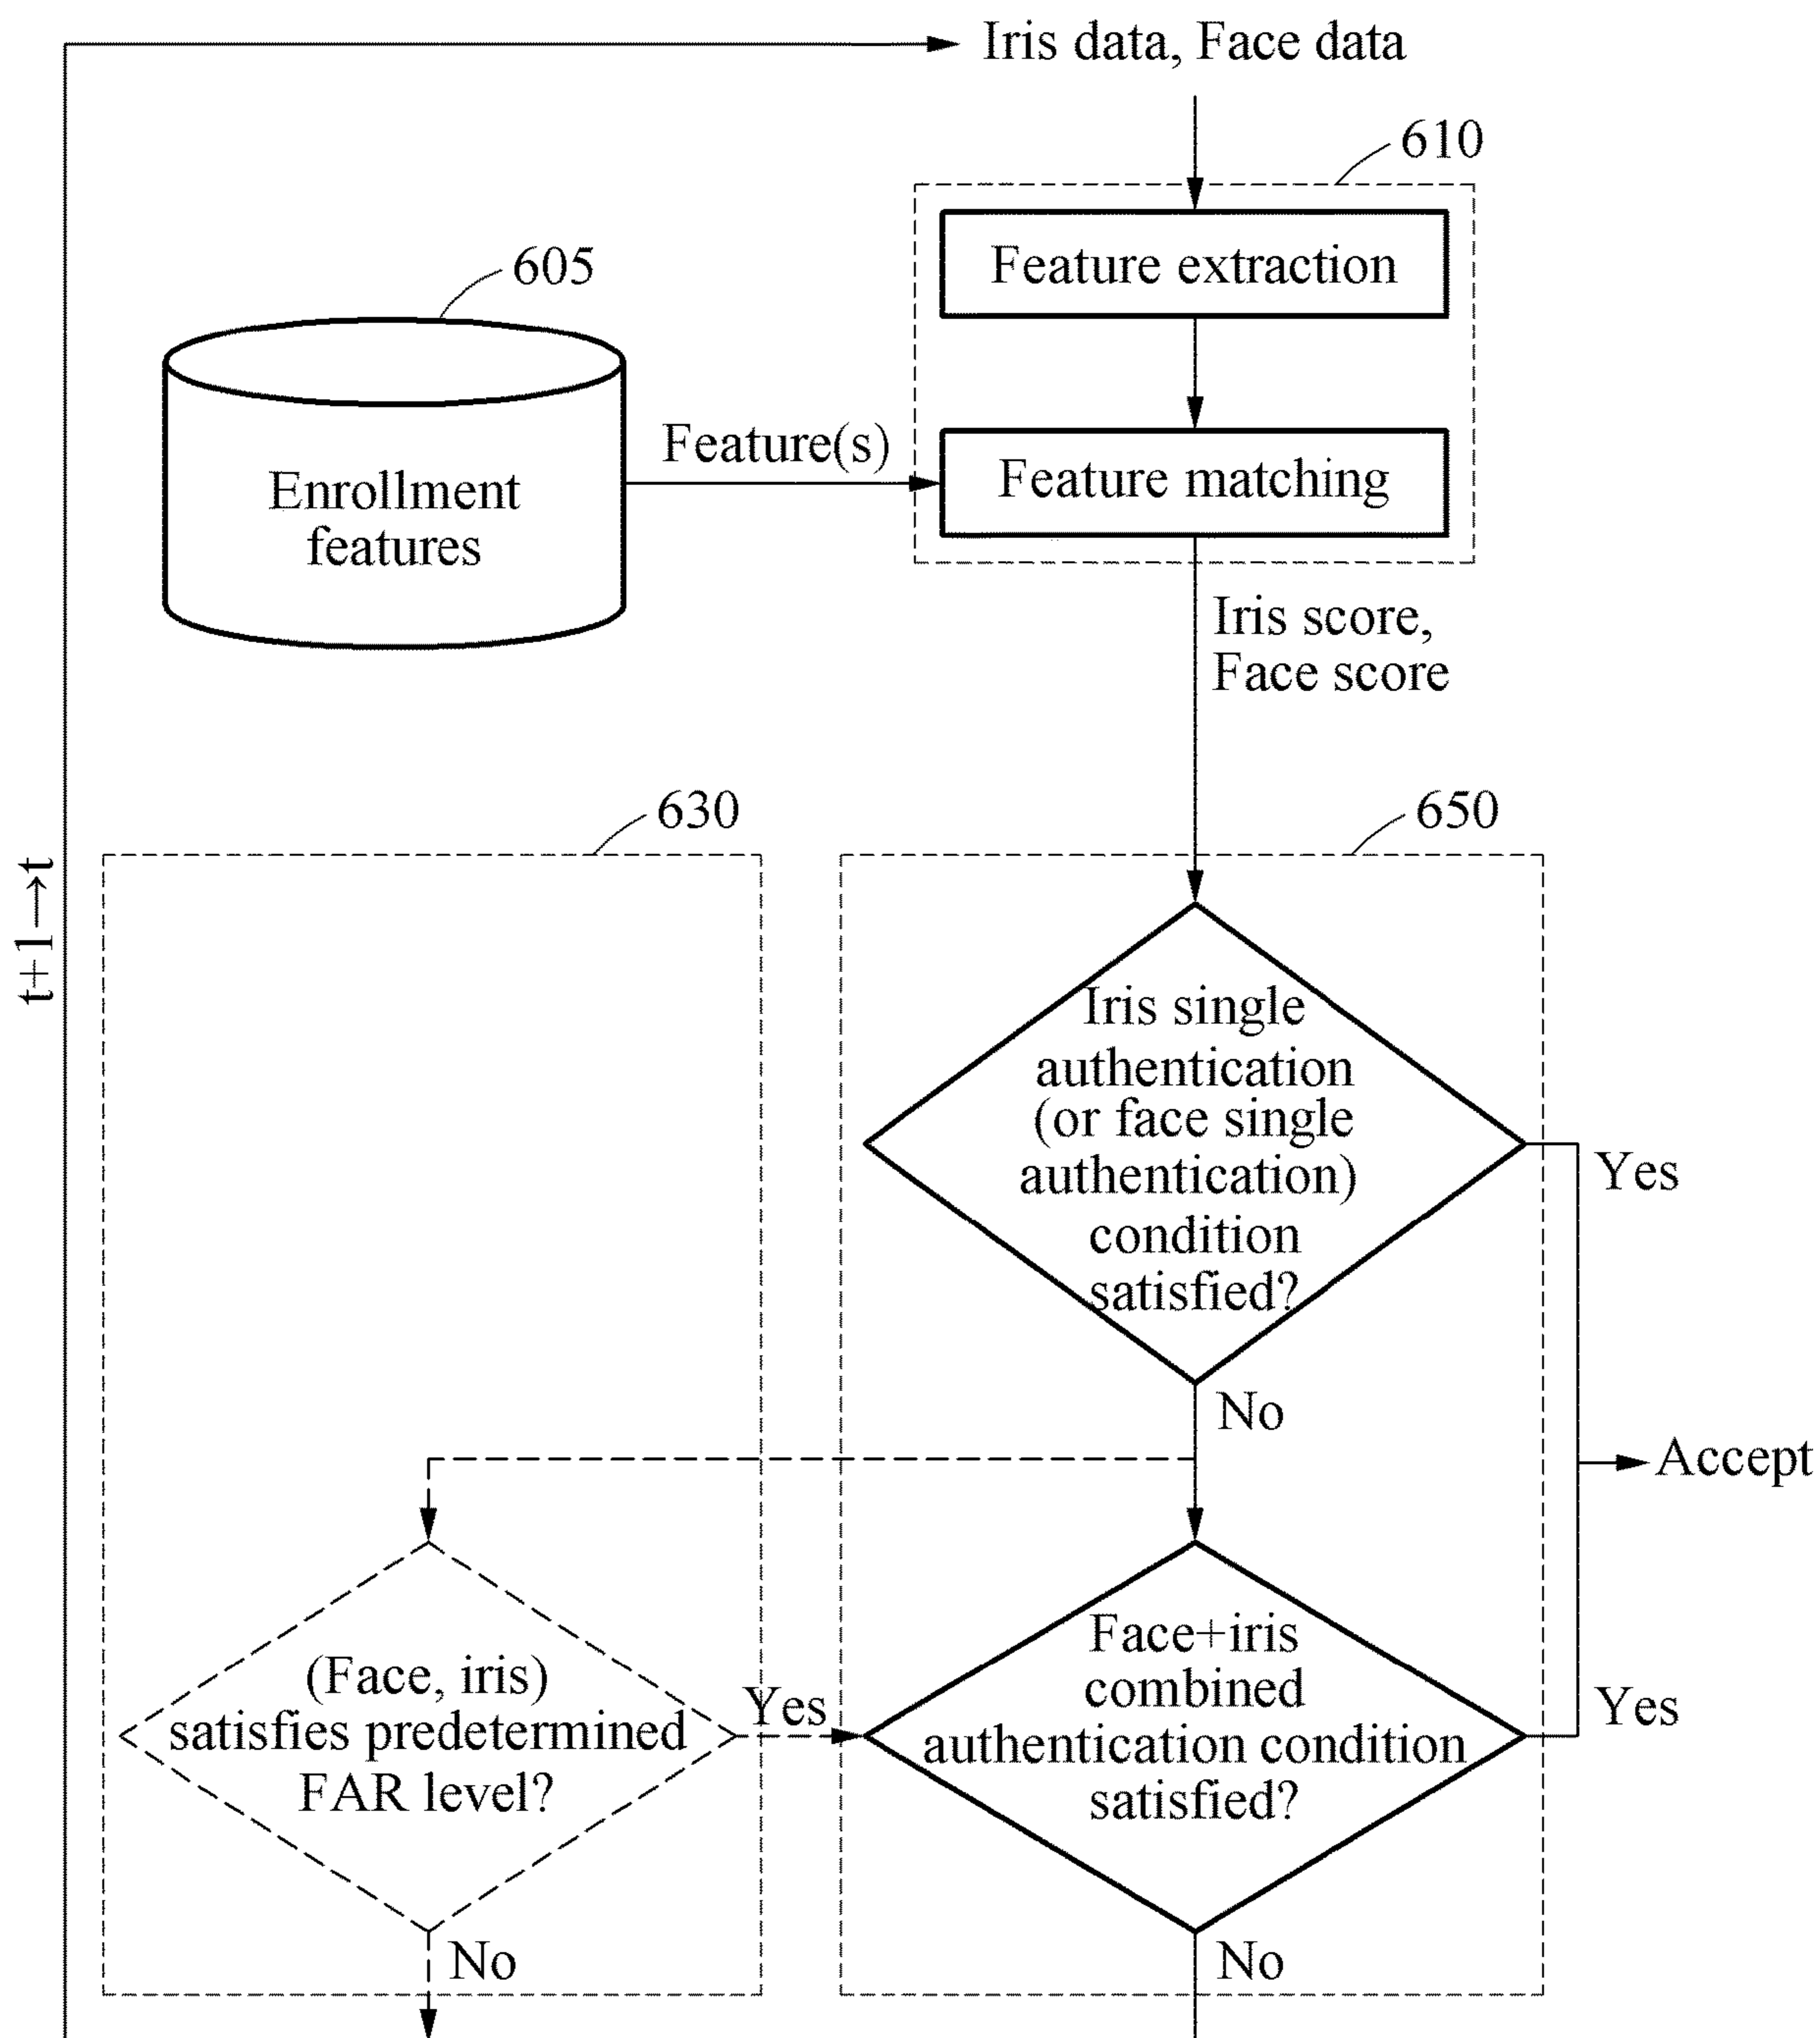 Iris data, Face data
610
Feature extraction
605
Feature(s)
Feature matching
Enrollment
features
Iris score,
Face score
630
650
t+1→t
Iris single
authentication
(or face single
authentication)
condition
satisfied?
Yes
No
Accept
(Face, iris)
satisfies predetermined
FAR level?
Yes
Face+iris
combined
authentication condition
satisfied?
Yes
No
No